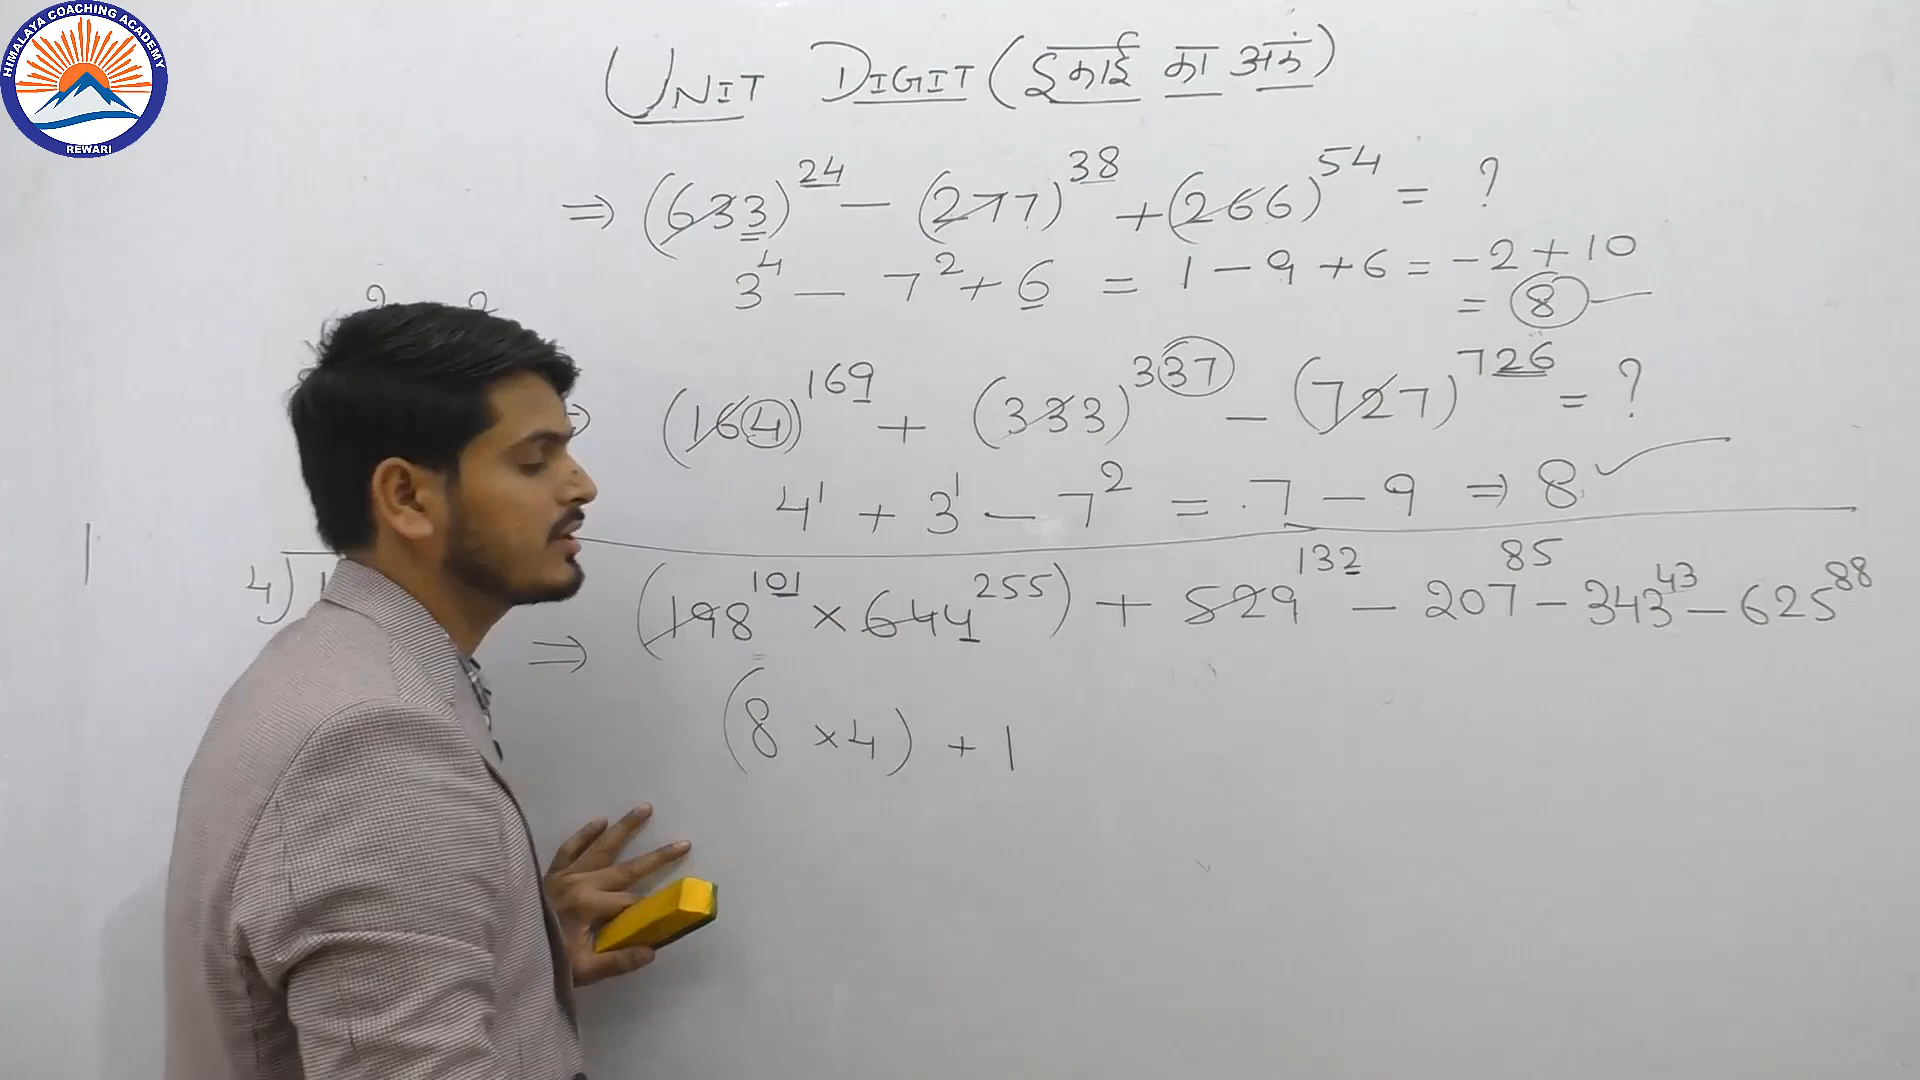 HIMALAYA COACHING ACADEMY
REWARI
UNIT DIGIT (इकाई का अंक)
⇒ (633)^24 − (277)^38 + (266)^54 = ?
3^4 − 7^2 + 6 = 1 − 9 + 6 = −2 + 10
= 8
(164)^169 + (333)^337 − (727)^726 = ?
4^1 + 3^1 − 7^2 = 7 − 9 ⇒ 8
4)
⇒ (198^101 × 644^255) + 529^132 − 207^85 − 343^43 − 625^88
(8 × 4) + 1